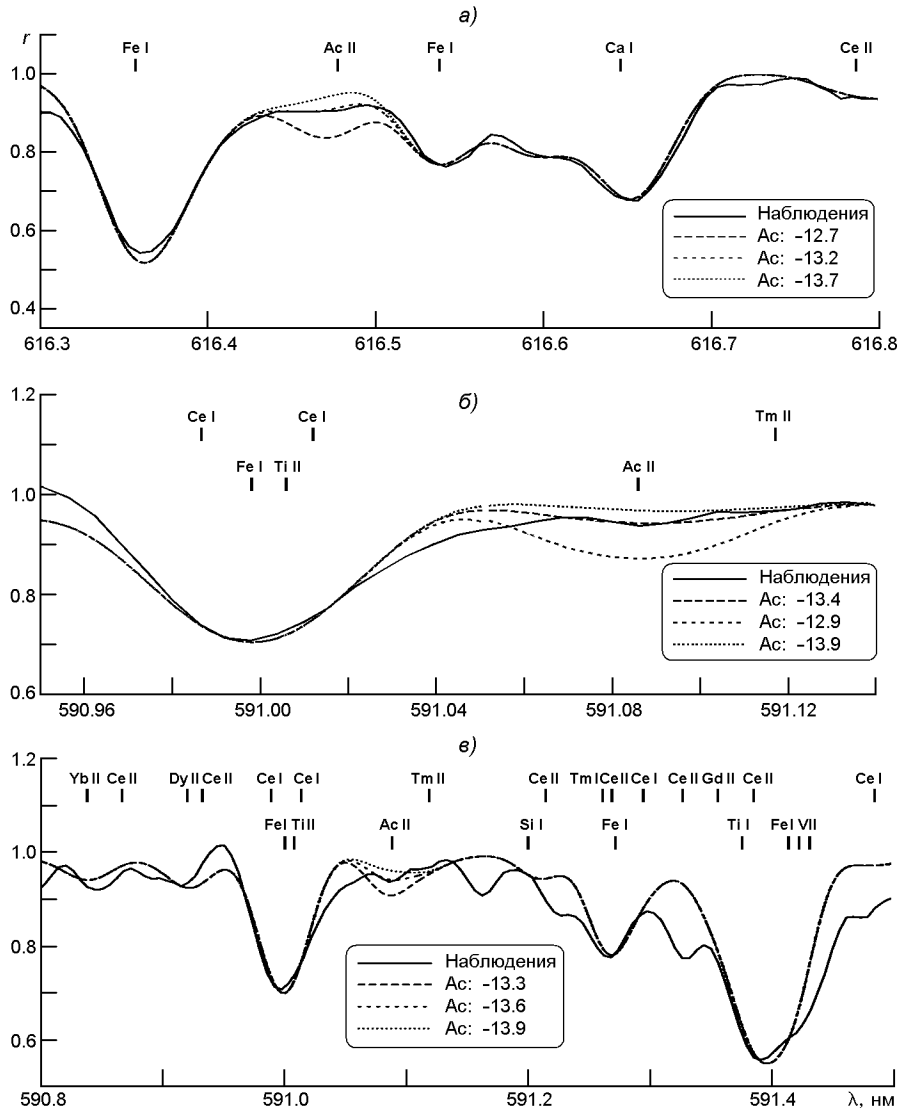 а)
r
Fe I Ac II Fe I Ca I Ce II
1.0
0.8
0.6
0.4
Наблюдения
Ac: –12.7
Ac: –13.2
Ac: –13.7
616.3 616.4 616.5 616.6 616.7 616.8
б)
1.2
Ce I Ce I Tm II
Fe I Ti II Ac II
1.0
0.8
0.6
Наблюдения
Ac: –13.4
Ac: –12.9
Ac: –13.9
590.96 591.00 591.04 591.08 591.12
в)
1.2
Yb II Ce II Dy II Ce II Ce I Ce I Tm II Ce II Tm I Ce II Ce I Ce II Gd II Ce II Ce I
Fe I Ti II Ac II Si I Fe I Ti I Fe I V II
1.0
0.8
0.6
Наблюдения
Ac: –13.3
Ac: –13.6
Ac: –13.9
590.8 591.0 591.2 591.4 λ, нм